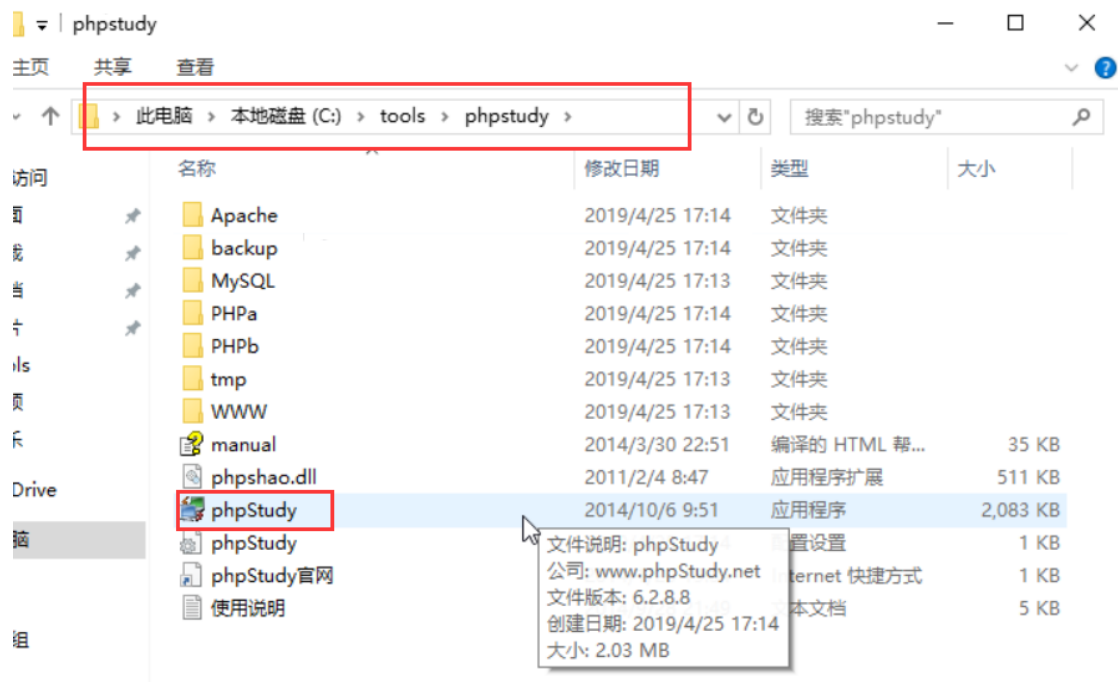 phpstudy
主页 共享 查看
此电脑 > 本地磁盘 (C:) > tools > phpstudy >
搜索"phpstudy"
名称 修改日期 类型 大小
访问
Apache 2019/4/25 17:14 文件夹
backup 2019/4/25 17:14 文件夹
MySQL 2019/4/25 17:13 文件夹
PHPa 2019/4/25 17:14 文件夹
PHPb 2019/4/25 17:14 文件夹
tmp 2019/4/25 17:13 文件夹
WWW 2019/4/25 17:13 文件夹
manual 2014/3/30 22:51 编译的 HTML 帮... 35 KB
phpshao.dll 2011/2/4 8:47 应用程序扩展 511 KB
Drive
phpStudy 2014/10/6 9:51 应用程序 2,083 KB
脑
phpStudy 配置设置 1 KB
phpStudy官网 Internet 快捷方式 1 KB
使用说明 文本文档 5 KB
组
文件说明: phpStudy
公司: www.phpStudy.net
文件版本: 6.2.8.8
创建日期: 2019/4/25 17:14
大小: 2.03 MB